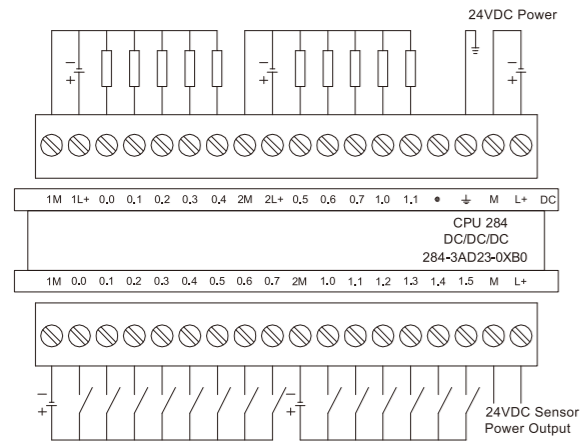 24VDC Power
− + − + − +
1M 1L+ 0.0 0.1 0.2 0.3 0.4 2M 2L+ 0.5 0.6 0.7 1.0 1.1 • ⏚ M L+ DC
CPU 284
DC/DC/DC
284-3AD23-0XB0
1M 0.0 0.1 0.2 0.3 0.4 0.5 0.6 0.7 2M 1.0 1.1 1.2 1.3 1.4 1.5 M L+
− + − +
24VDC Sensor
Power Output